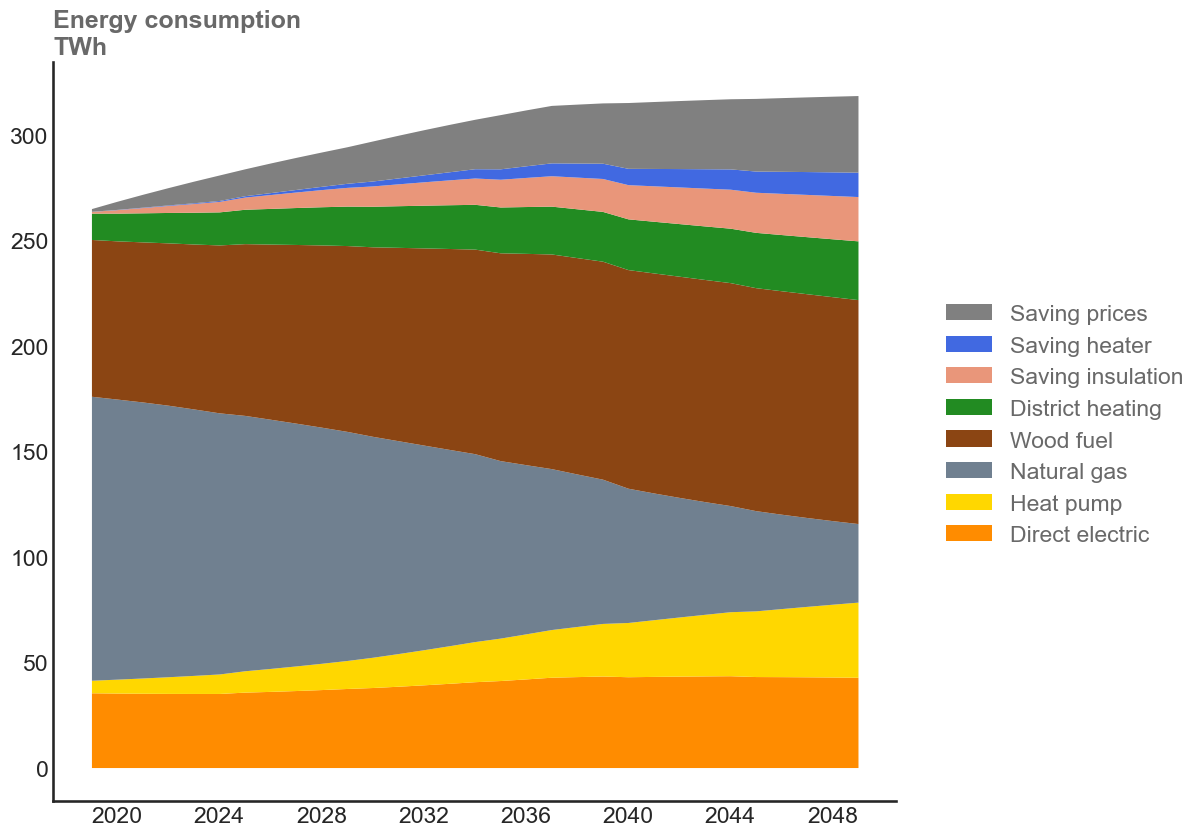 Energy consumption
TWh
300
250
200
150
100
50
0
2020 2024 2028 2032 2036 2040 2044 2048
Saving prices
Saving heater
Saving insulation
District heating
Wood fuel
Natural gas
Heat pump
Direct electric